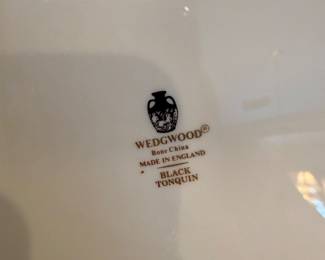 WEDGWOOD®
Bone China
MADE IN ENGLAND
BLACK
TONQUIN